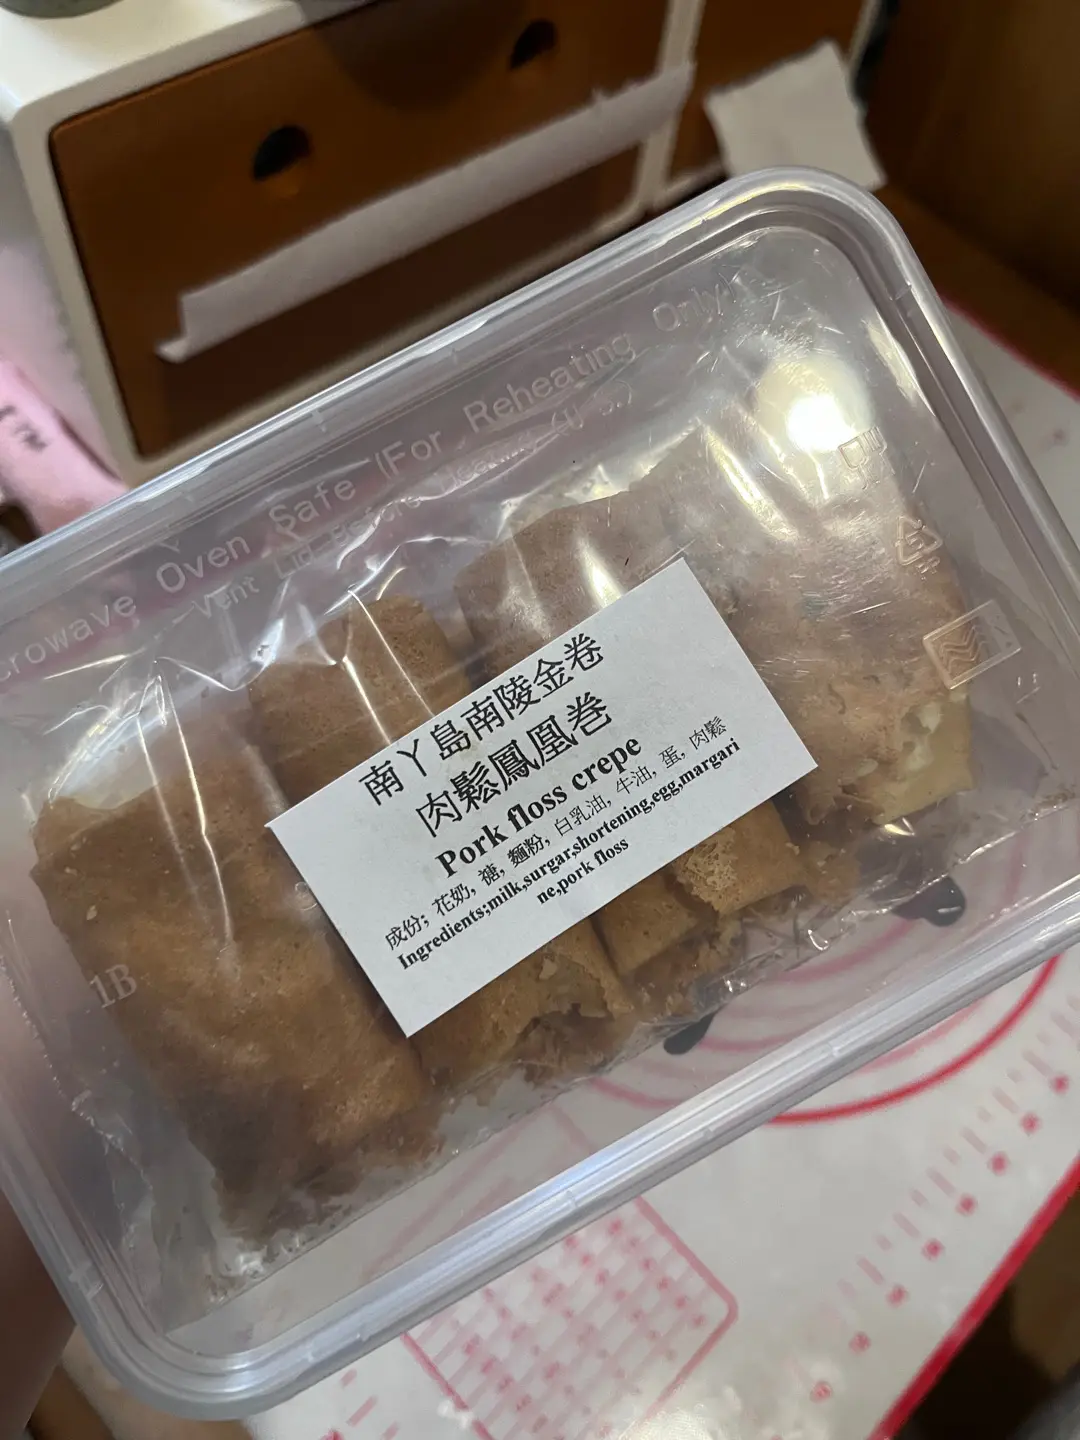 Microwave Oven Safe (For Reheating Only)
Vent Lid Before Heating (U.S.)
南丫島南陵金卷
肉鬆鳳凰卷
Pork floss crepe
成份; 花奶, 糖, 麵粉, 白乳油, 牛油, 蛋, 肉鬆
Ingredients;milk,surgar,shortening,egg,margari
ne,pork floss
1B